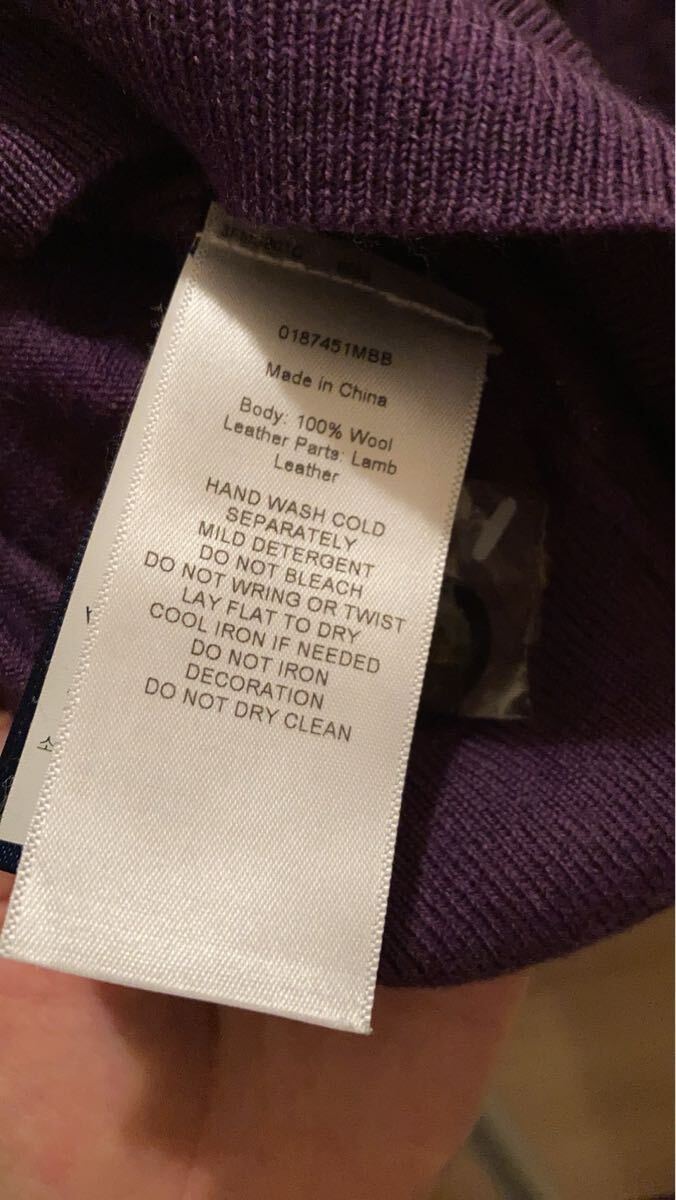 0187451MBB
Made in China
Body: 100% Wool
Leather Parts: Lamb
Leather
HAND WASH COLD
SEPARATELY
MILD DETERGENT
DO NOT BLEACH
DO NOT WRING OR TWIST
LAY FLAT TO DRY
COOL IRON IF NEEDED
DO NOT IRON
DECORATION
DO NOT DRY CLEAN
소